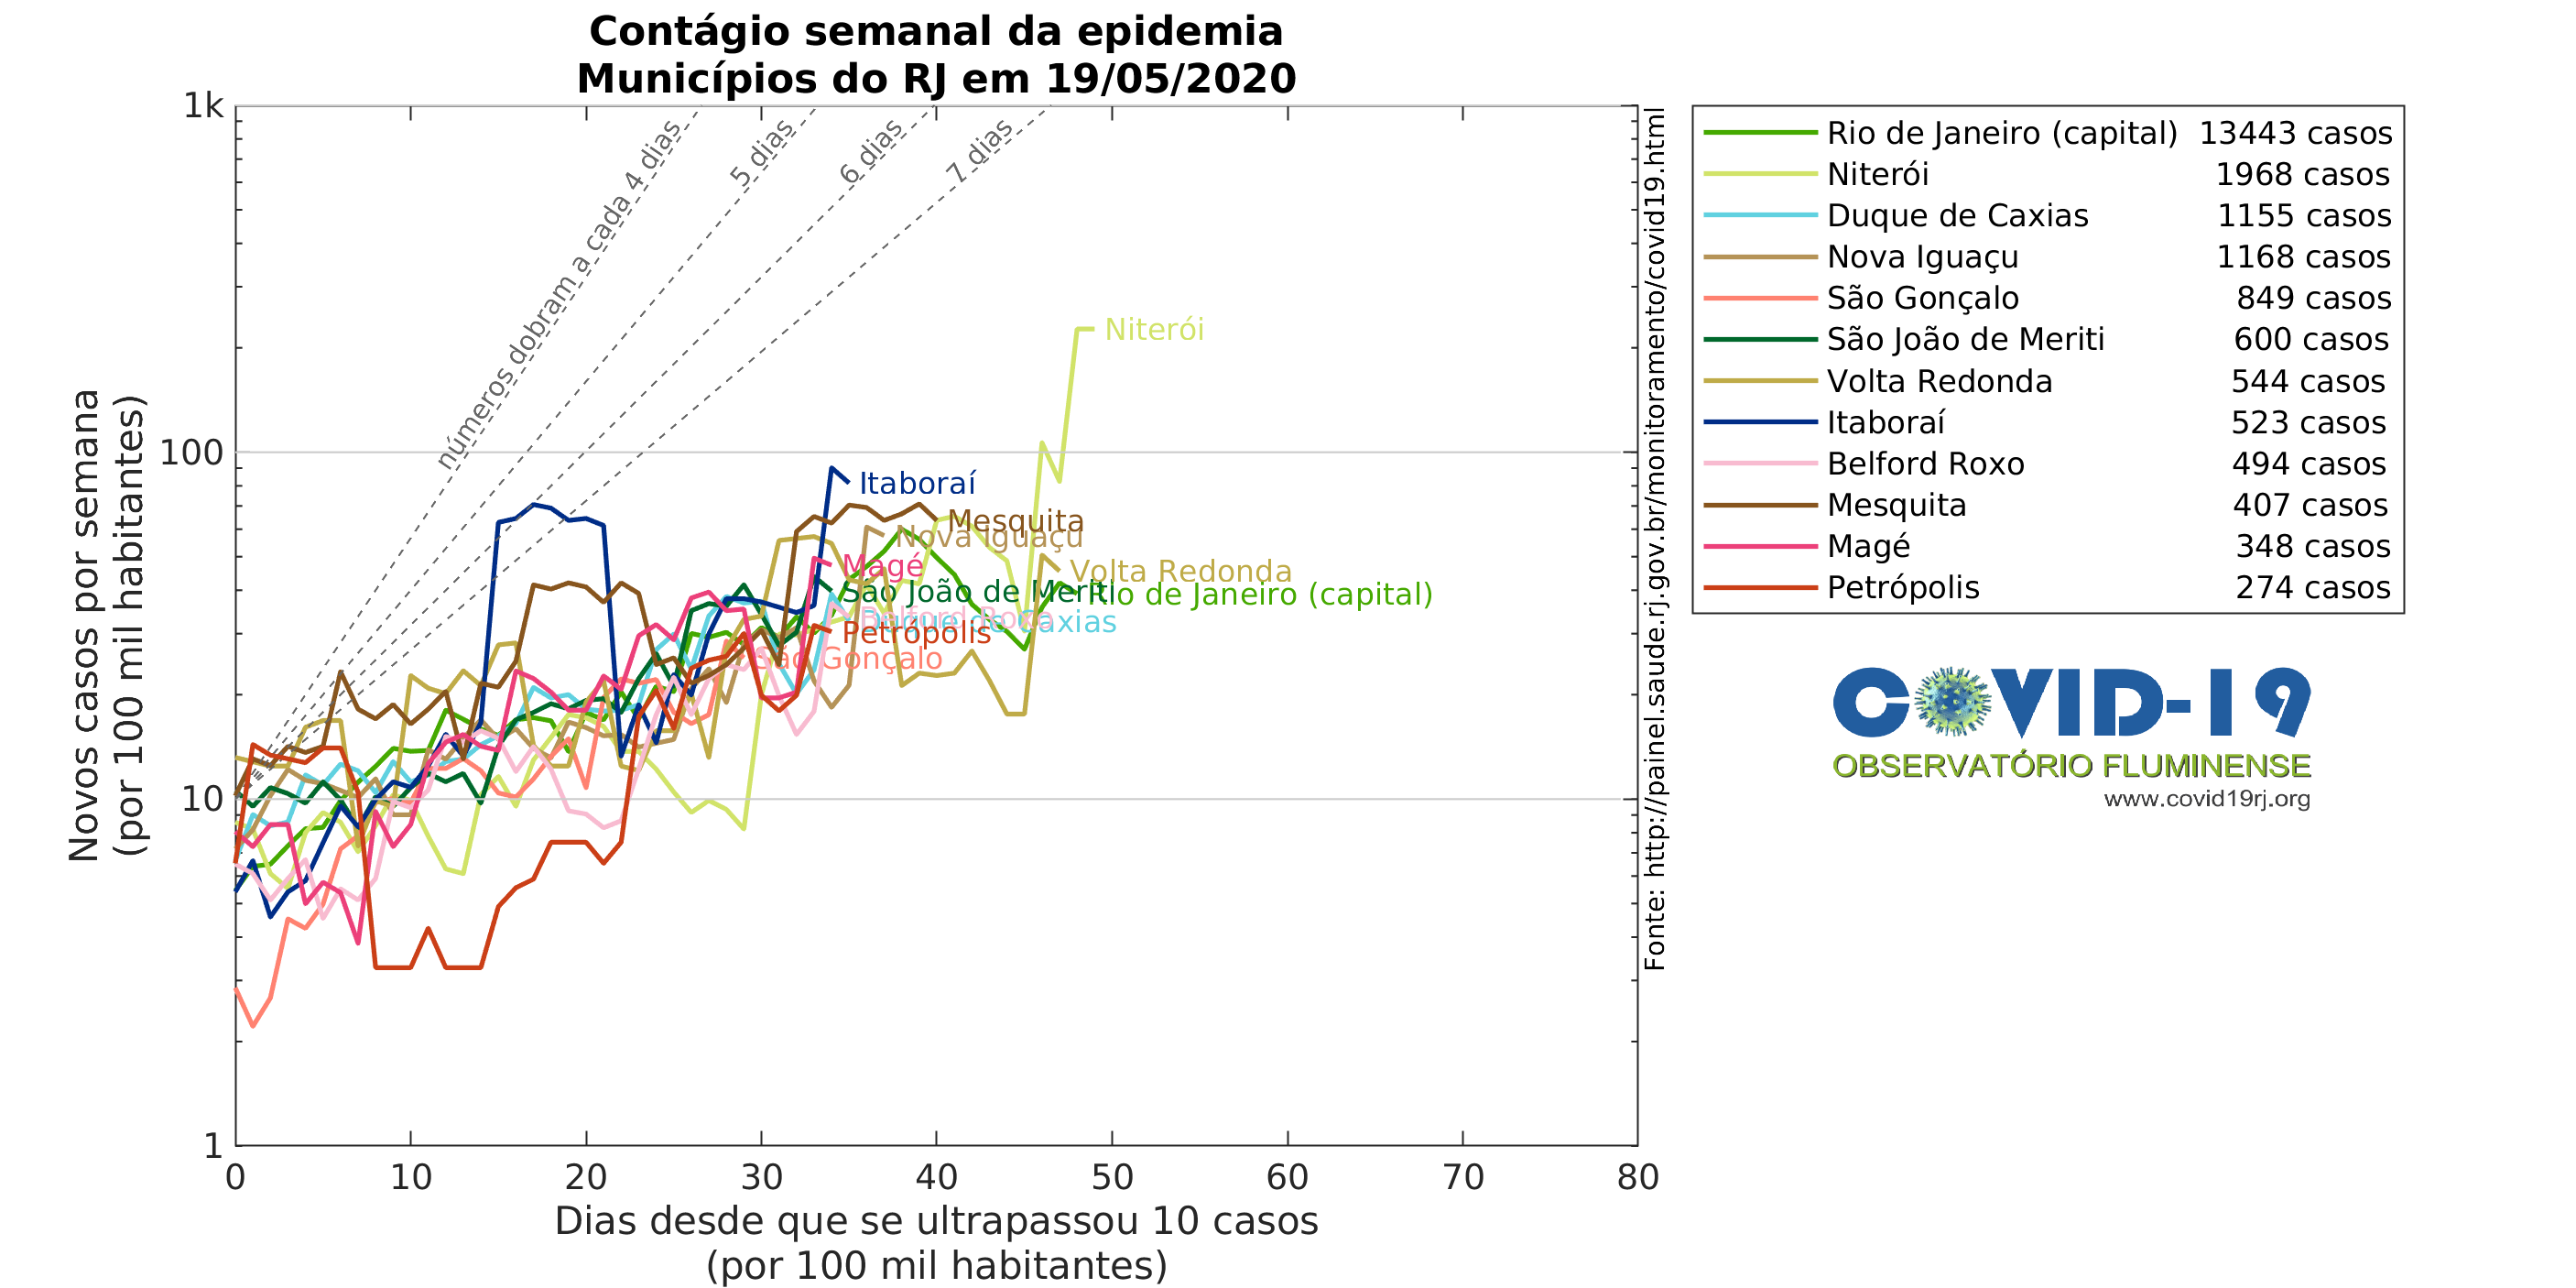 Contágio semanal da epidemia
Municípios do RJ em 19/05/2020
1k
100
10
1
Novos casos por semana
(por 100 mil habitantes)
números dobram a cada 4 dias
5 dias
6 dias
7 dias
Niterói
Itaboraí
Mesquita
Nova Iguaçu
Magé
Volta Redonda
São João de Meriti
Rio de Janeiro (capital)
Belford Roxo
Duque de Caxias
Petrópolis
São Gonçalo
0 10 20 30 40 50 60 70 80
Dias desde que se ultrapassou 10 casos
(por 100 mil habitantes)
Fonte: http://painel.saude.rj.gov.br/monitoramento/covid19.html
Rio de Janeiro (capital) 13443 casos
Niterói 1968 casos
Duque de Caxias 1155 casos
Nova Iguaçu 1168 casos
São Gonçalo 849 casos
São João de Meriti 600 casos
Volta Redonda 544 casos
Itaboraí 523 casos
Belford Roxo 494 casos
Mesquita 407 casos
Magé 348 casos
Petrópolis 274 casos
COVID-19
OBSERVATÓRIO FLUMINENSE
www.covid19rj.org